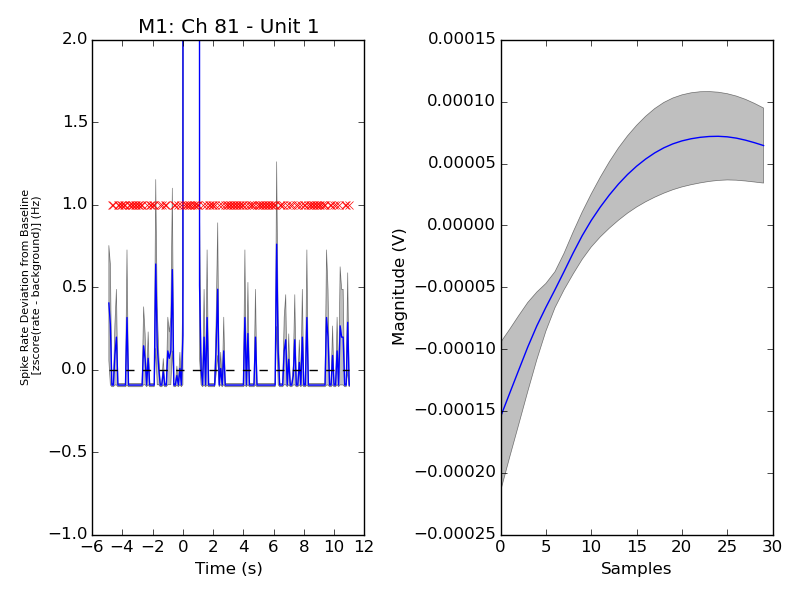 M1: Ch 81 - Unit 1
2.0
1.5
1.0
0.5
0.0
−0.5
−1.0
−6 −4 −2 0 2 4 6 8 10 12
Time (s)
Spike Rate Deviation from Baseline
[zscore(rate - background)] (Hz)
0.00015
0.00010
0.00005
0.00000
−0.00005
−0.00010
−0.00015
−0.00020
−0.00025
0 5 10 15 20 25 30
Samples
Magnitude (V)